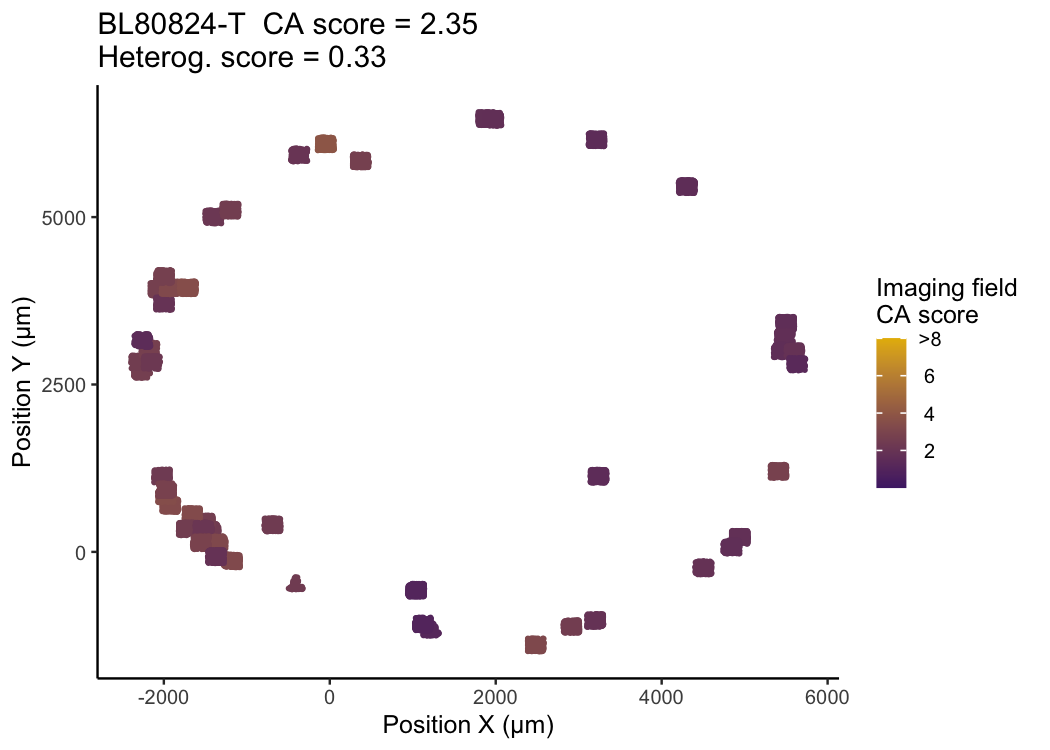 BL80824-T  CA score = 2.35
Heterog. score = 0.33
Position Y (µm)
5000
2500
0
-2000
0
2000
4000
6000
Position X (µm)
Imaging field
CA score
>8
6
4
2